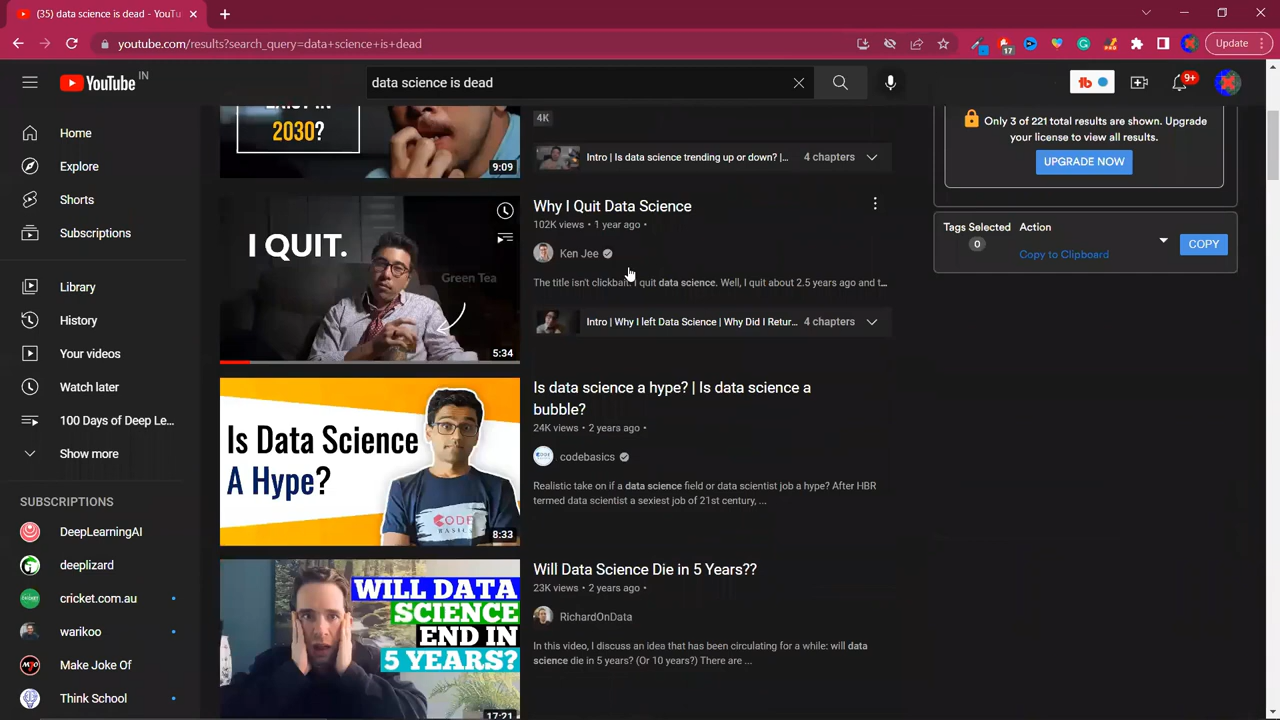 (35) data science is dead - YouTu
youtube.com/results?search_query=data+science+is+dead
17
Update
YouTube
IN
data science is dead
tb
9+
Home
Explore
Shorts
Subscriptions
Library
History
Your videos
Watch later
100 Days of Deep Le...
Show more
SUBSCRIPTIONS
DeepLearningAI
deeplizard
cricket.com.au
warikoo
Make Joke Of
Think School
2030?
9:09
4K
Intro | Is data science trending up or down? |...
4 chapters
I QUIT.
Green Tea
5:34
Why I Quit Data Science
102K views • 1 year ago •
Ken Jee
The title isn't clickbait. I quit data science. Well, I quit about 2.5 years ago and t...
Intro | Why I left Data Science | Why Did I Retur...
4 chapters
Is Data Science
A Hype?
CODE
BASICS
8:33
Is data science a hype? | Is data science a
bubble?
24K views • 2 years ago •
codebasics
Realistic take on if a data science field or data scientist job a hype? After HBR
termed data scientist a sexiest job of 21st century, ...
WILL DATA
SCIENCE
END IN
5 YEARS?
17:21
Will Data Science Die in 5 Years??
23K views • 2 years ago •
RichardOnData
In this video, I discuss an idea that has been circulating for a while: will data
science die in 5 years? (Or 10 years?) There are ...
Only 3 of 221 total results are shown. Upgrade
your license to view all results.
UPGRADE NOW
Tags Selected
0
Action
Copy to Clipboard
COPY